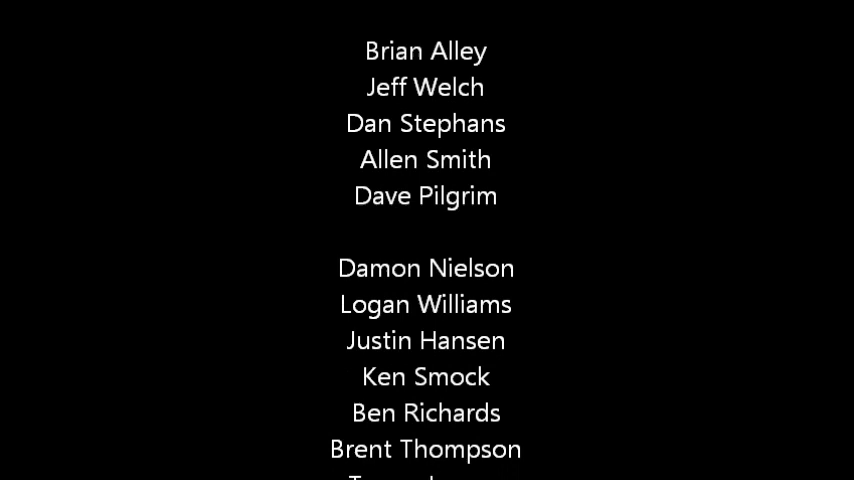 Brian Alley
Jeff Welch
Dan Stephans
Allen Smith
Dave Pilgrim
Damon Nielson
Logan Williams
Justin Hansen
Ken Smock
Ben Richards
Brent Thompson